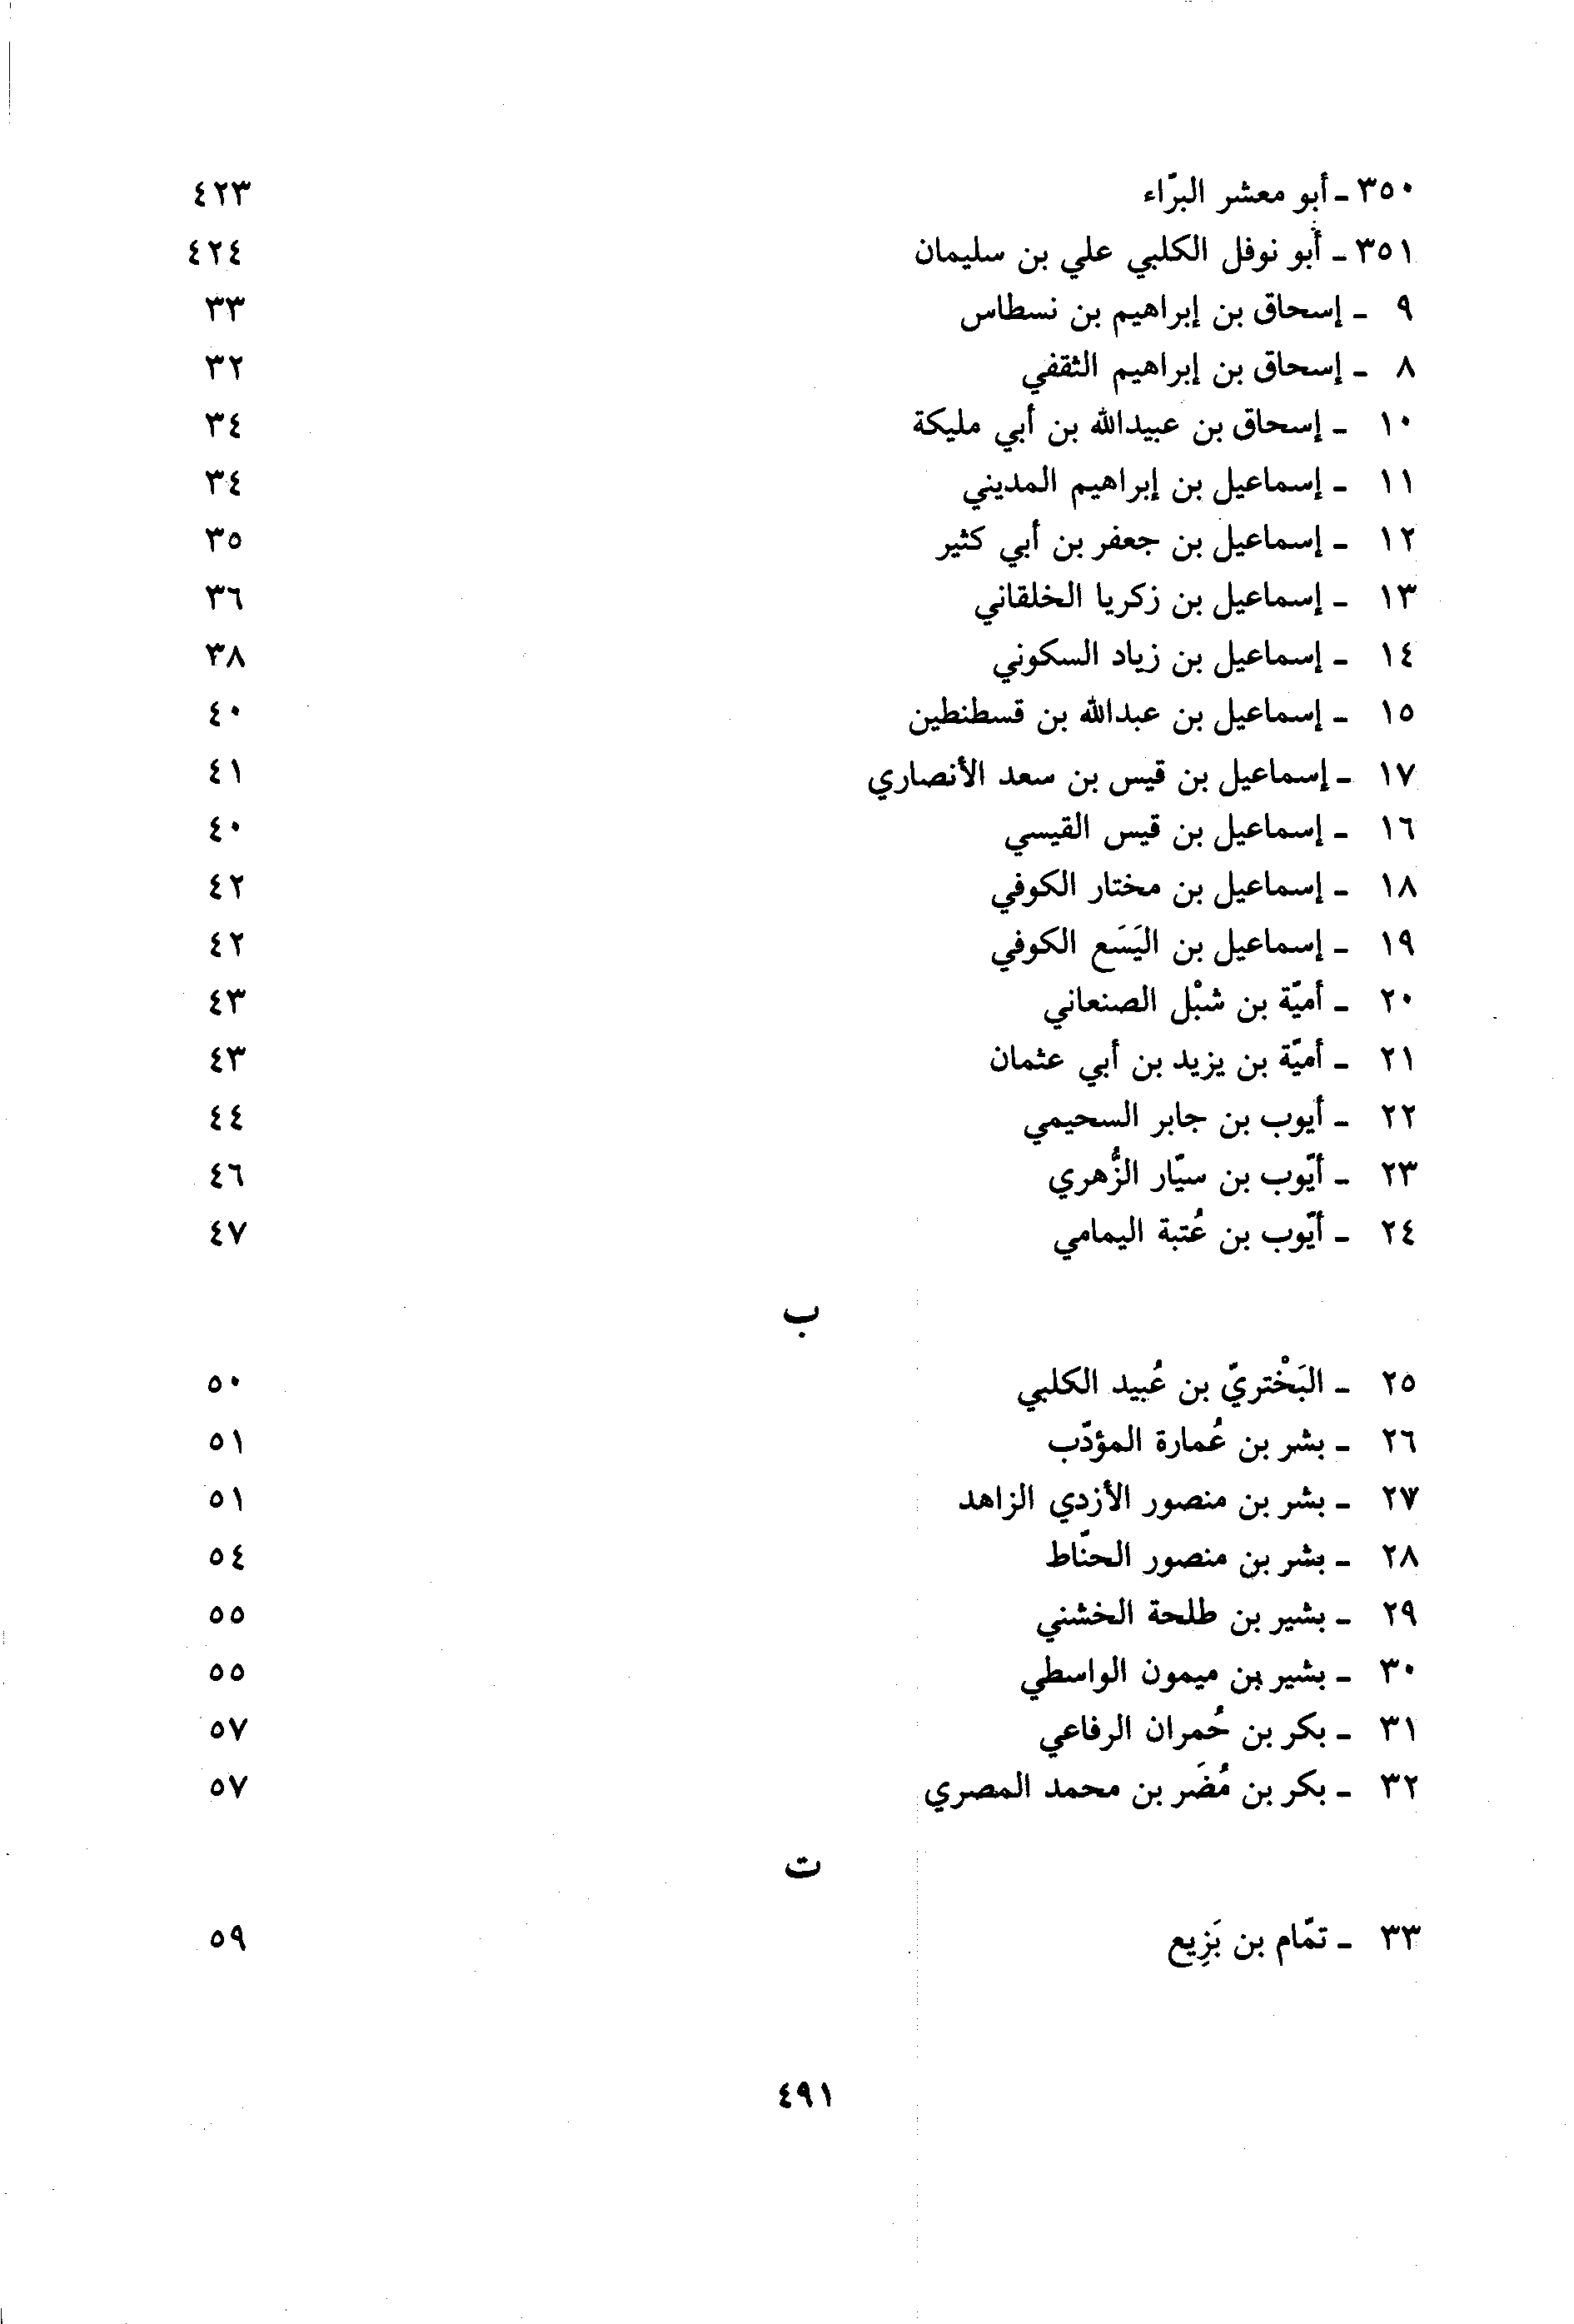 ٣٥٠ - أبو معشر البرّاء ٤٢٣
٣٥١ - أبو نوفل الكلبي علي بن سليمان ٤٢٤
٩ - إسحاق بن إبراهيم بن نسطاس ٣٣
٨ - إسحاق بن إبراهيم الثقفي ٣٢
١٠ - إسحاق بن عبيدالله بن أبي مليكة ٣٤
١١ - إسماعيل بن إبراهيم المديني ٣٤
١٢ - إسماعيل بن جعفر بن أبي كثير ٣٥
١٣ - إسماعيل بن زكريا الخلقاني ٣٦
١٤ - إسماعيل بن زياد السكوني ٣٨
١٥ - إسماعيل بن عبدالله بن قسطنطين ٤٠
١٧ - إسماعيل بن قيس بن سعد الأنصاري ٤١
١٦ - إسماعيل بن قيس القيسي ٤٠
١٨ - إسماعيل بن مختار الكوفي ٤٢
١٩ - إسماعيل بن اليَسَع الكوفي ٤٢
٢٠ - أميّة بن شبْل الصنعاني ٤٣
٢١ - أميّة بن يزيد بن أبي عثمان ٤٣
٢٢ - أيوب بن جابر السحيمي ٤٤
٢٣ - أيّوب بن سيّار الزُّهري ٤٦
٢٤ - أيّوب بن عُتبة اليمامي ٤٧
ب
٢٥ - البَخْتريّ بن عُبيد الكلبي ٥٠
٢٦ - بشر بن عُمارة المؤدّب ٥١
٢٧ - بشر بن منصور الأزدي الزاهد ٥١
٢٨ - بشر بن منصور الحنّاط ٥٤
٢٩ - بشير بن طلحة الخشني ٥٥
٣٠ - بشير بن ميمون الواسطي ٥٥
٣١ - بكر بن حُمران الرفاعي ٥٧
٣٢ - بكر بن مُضَر بن محمد المصري ٥٧
ت
٣٣ - تمّام بن بَزِيع ٥٩
٤٩١